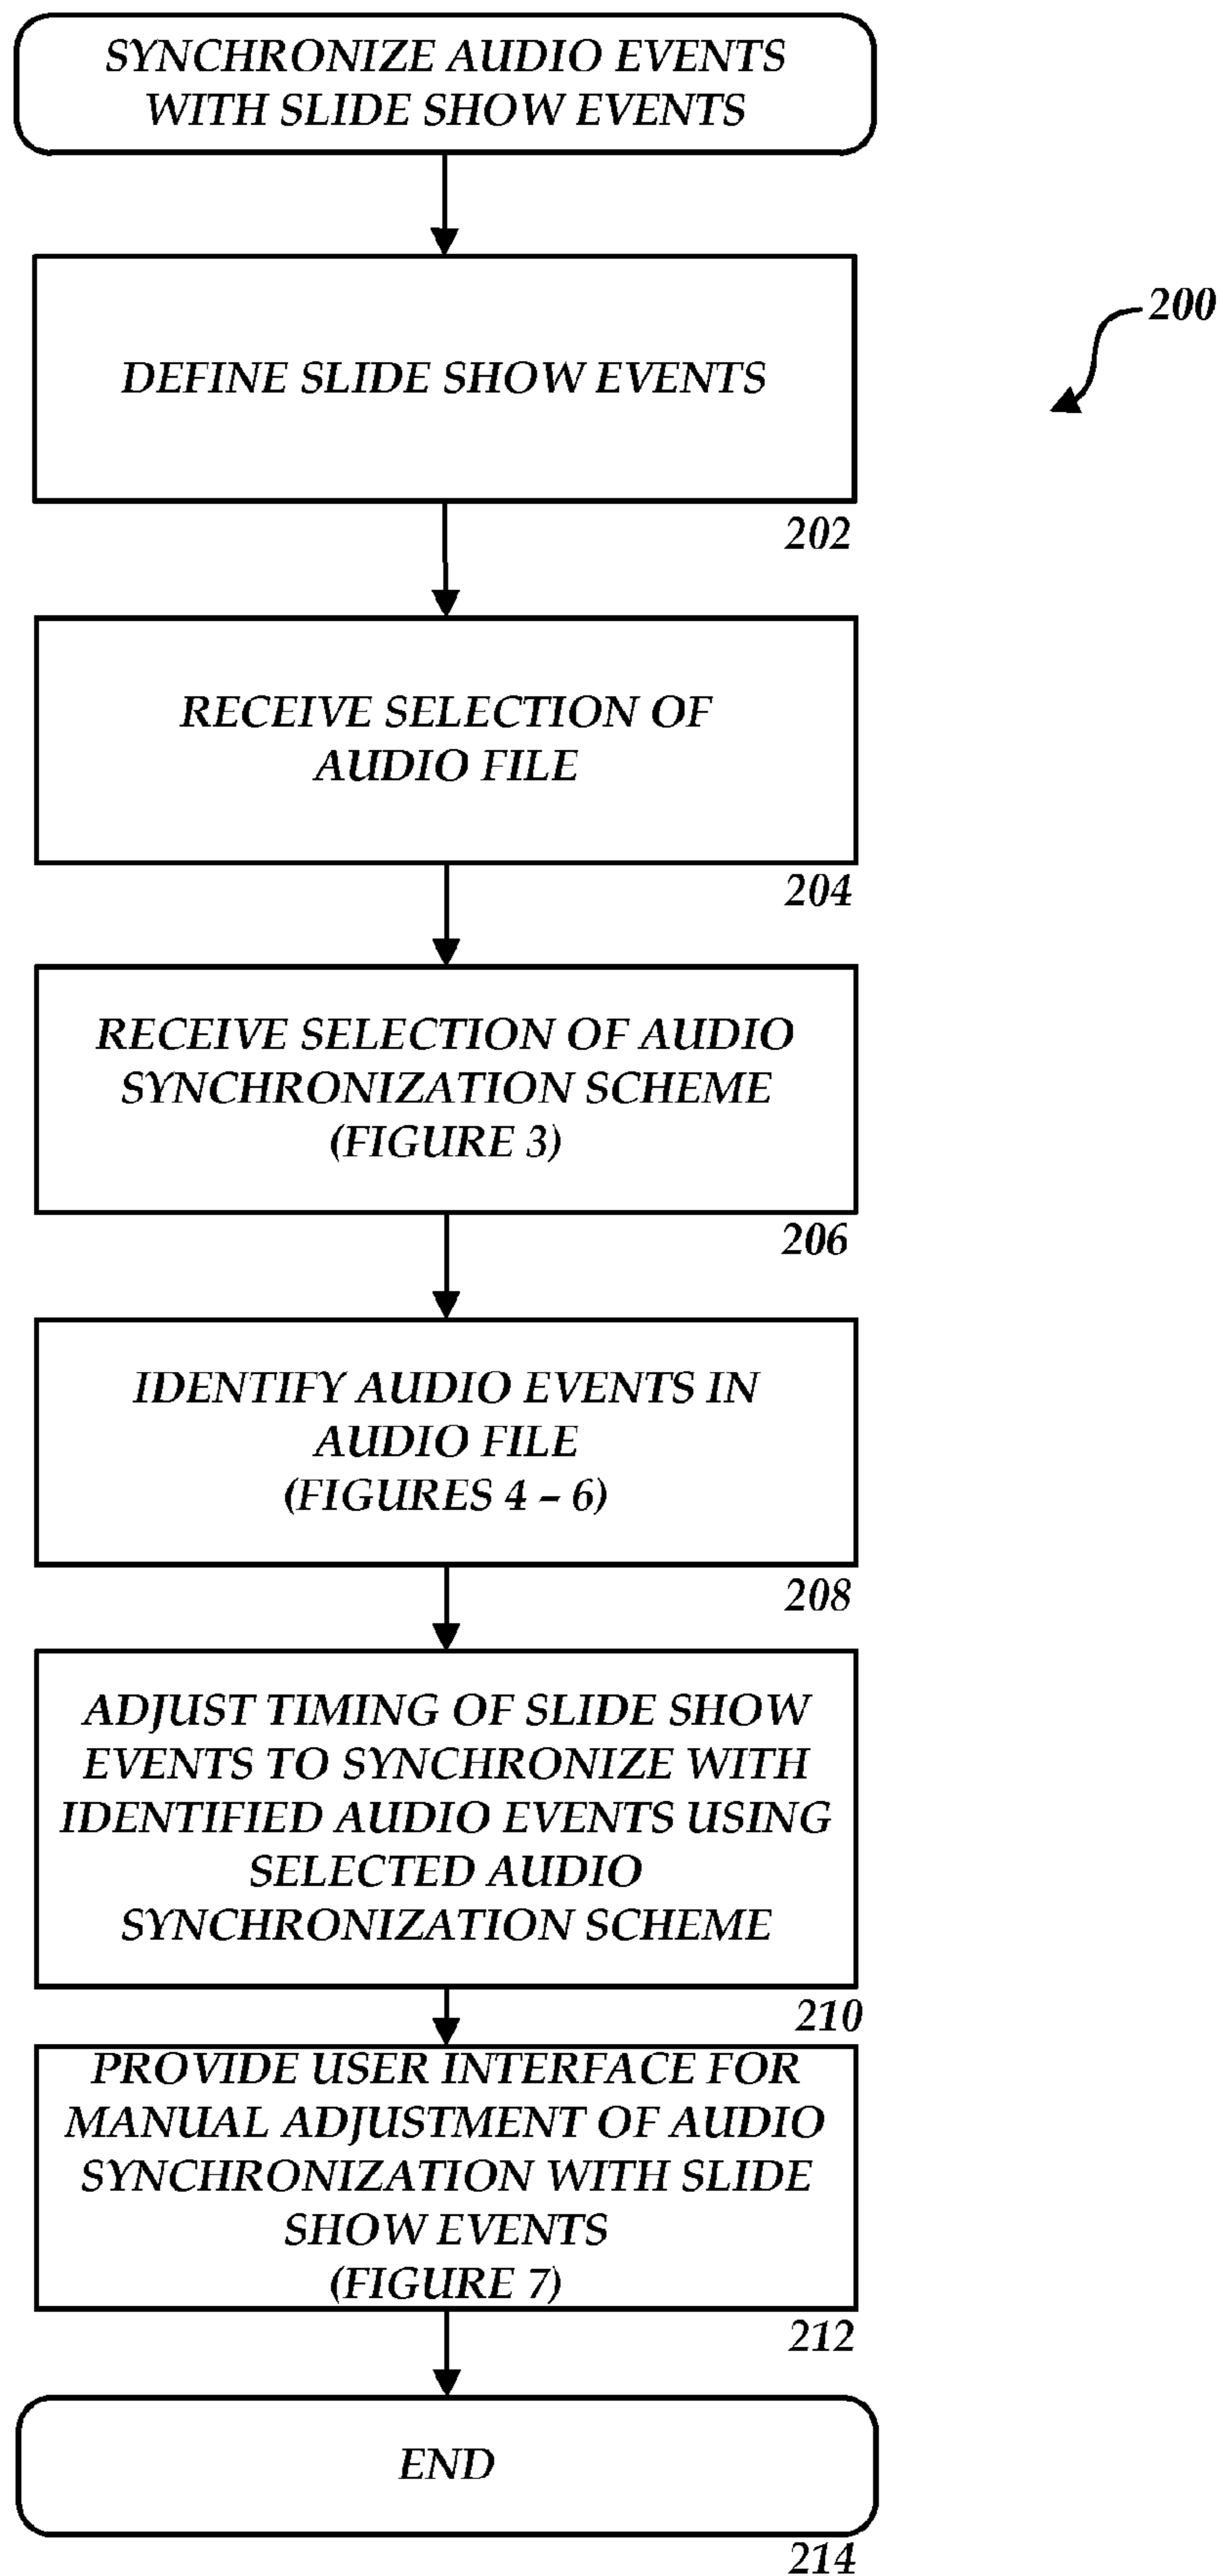 SYNCHRONIZE AUDIO EVENTS
WITH SLIDE SHOW EVENTS
200
DEFINE SLIDE SHOW EVENTS
202
RECEIVE SELECTION OF
AUDIO FILE
204
RECEIVE SELECTION OF AUDIO
SYNCHRONIZATION SCHEME
(FIGURE 3)
206
IDENTIFY AUDIO EVENTS IN
AUDIO FILE
(FIGURES 4 – 6)
208
ADJUST TIMING OF SLIDE SHOW
EVENTS TO SYNCHRONIZE WITH
IDENTIFIED AUDIO EVENTS USING
SELECTED AUDIO
SYNCHRONIZATION SCHEME
210
PROVIDE USER INTERFACE FOR
MANUAL ADJUSTMENT OF AUDIO
SYNCHRONIZATION WITH SLIDE
SHOW EVENTS
(FIGURE 7)
212
END
214